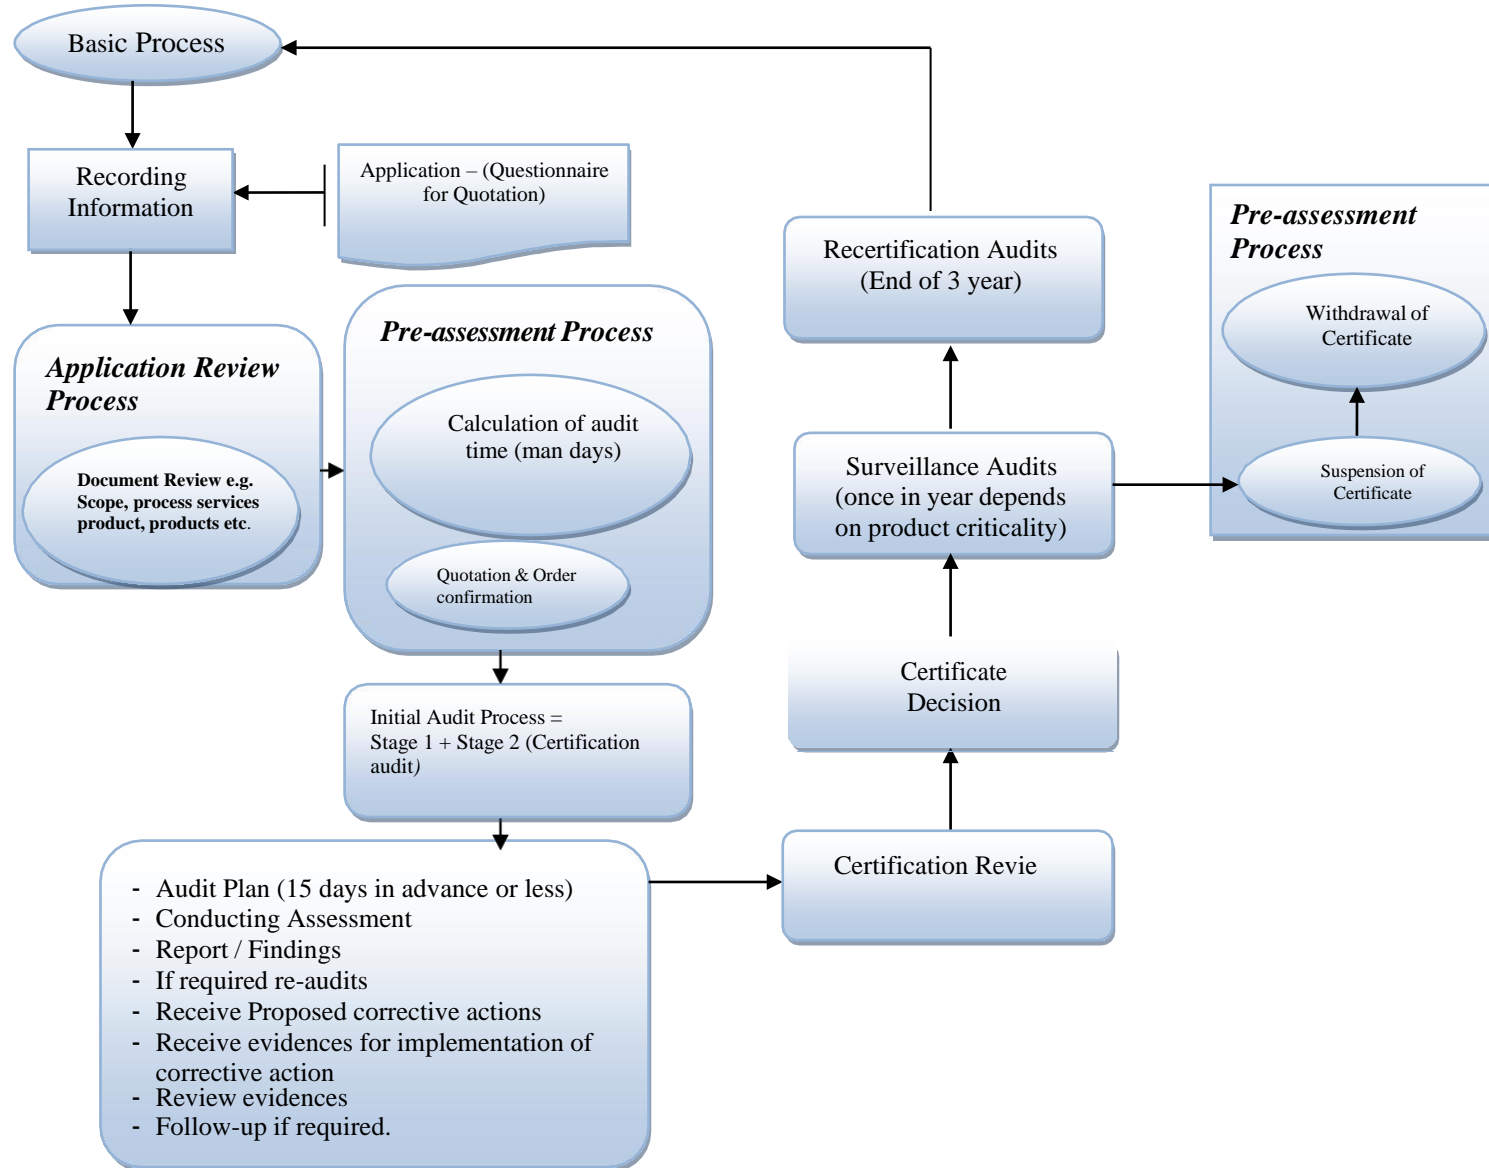 Basic Process
Recording
Information
Application – (Questionnaire
for Quotation)
Application Review
Process
Document Review e.g.
Scope, process services
product, products etc.
Pre-assessment Process
Calculation of audit
time (man days)
Quotation & Order
confirmation
Initial Audit Process =
Stage 1 + Stage 2 (Certification
audit)
- Audit Plan (15 days in advance or less)
- Conducting Assessment
- Report / Findings
- If required re-audits
- Receive Proposed corrective actions
- Receive evidences for implementation of
corrective action
- Review evidences
- Follow-up if required.
Certification Revie
Certificate
Decision
Surveillance Audits
(once in year depends
on product criticality)
Recertification Audits
(End of 3 year)
Pre-assessment
Process
Withdrawal of
Certificate
Suspension of
Certificate